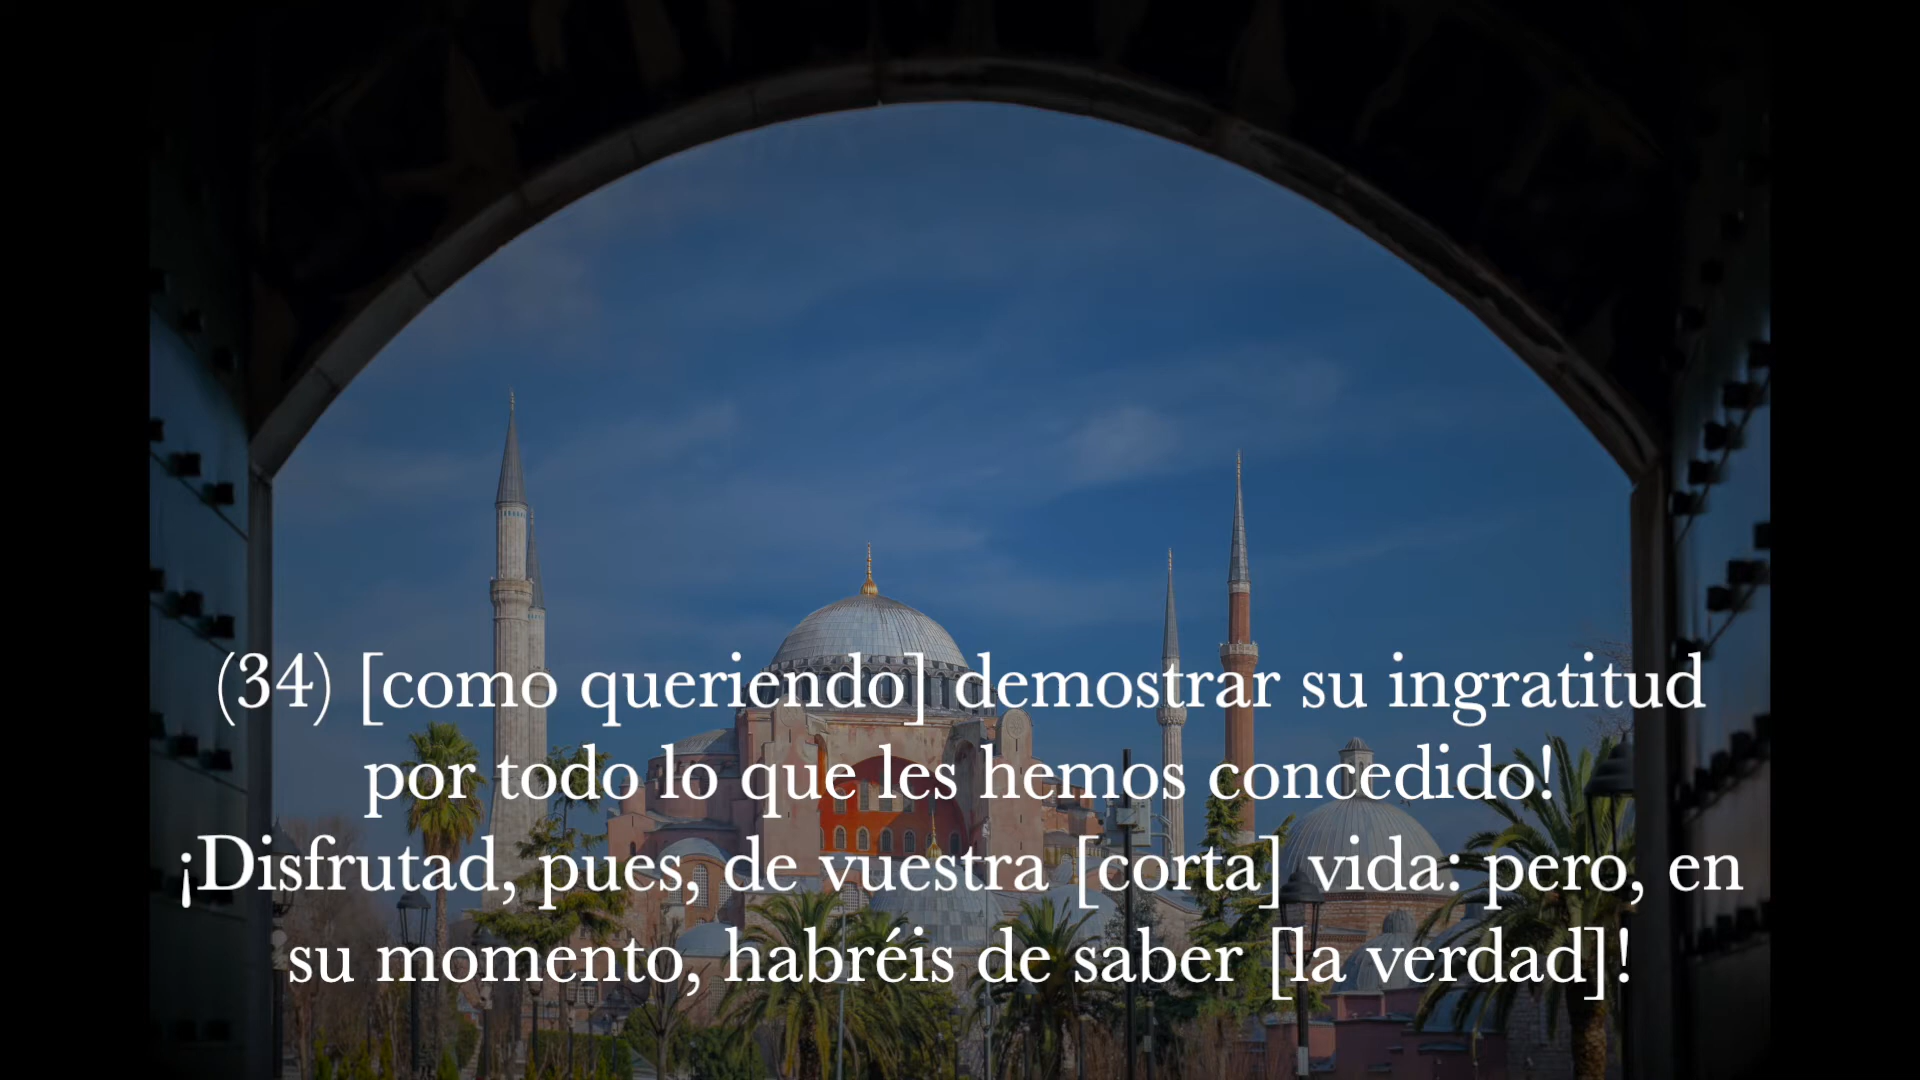 (34) [como queriendo] demostrar su ingratitud
por todo lo que les hemos concedido!
¡Disfrutad, pues, de vuestra [corta] vida: pero, en
su momento, habréis de saber [la verdad]!